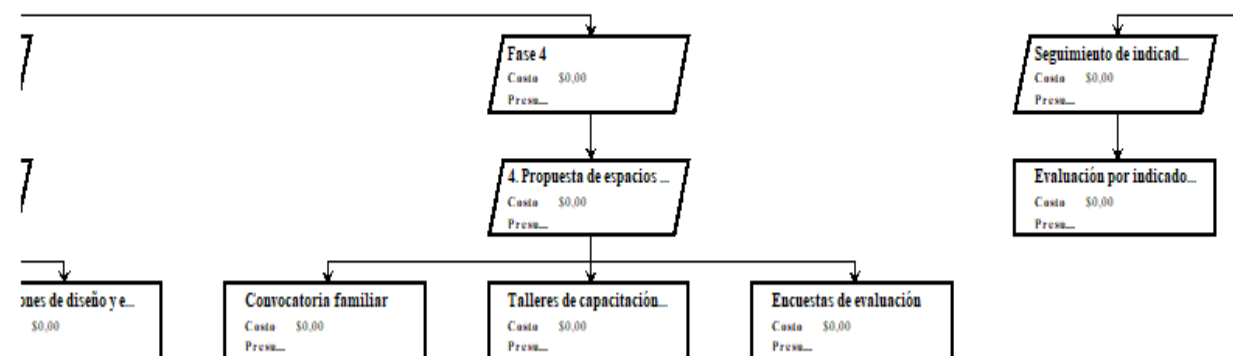 Fase 4
Costo $0,00
Presu...
Seguimiento de indicad...
Costo $0,00
Presu...
4. Propuesta de espacios ...
Costo $0,00
Presu...
Evaluación por indicado...
Costo $0,00
Presu...
ones de diseño y e...
$0,00
Convocatoria familiar
Costo $0,00
Presu...
Talleres de capacitación...
Costo $0,00
Presu...
Encuestas de evaluación
Costo $0,00
Presu...